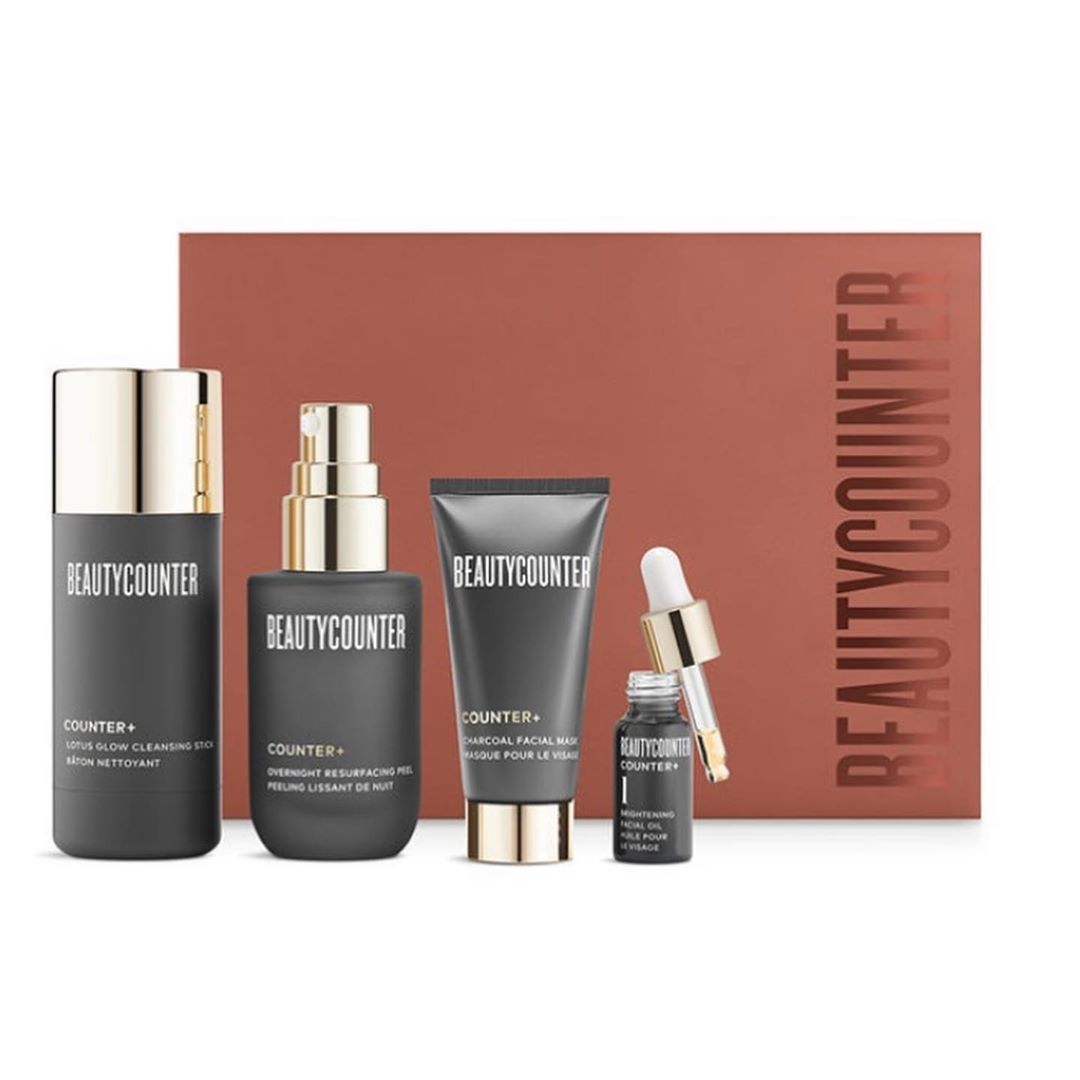 BEAUTYCOUNTER
BEAUTYCOUNTER
COUNTER+
LOTUS GLOW CLEANSING STICK
BÂTON NETTOYANT
BEAUTYCOUNTER
COUNTER+
OVERNIGHT RESURFACING PEEL
PEELING LISSANT DE NUIT
BEAUTYCOUNTER
COUNTER+
CHARCOAL FACIAL MASK
MASQUE POUR LE VISAGE
BEAUTYCOUNTER
COUNTER+
1
BRIGHTENING
FACIAL OIL
HUILE POUR
LE VISAGE